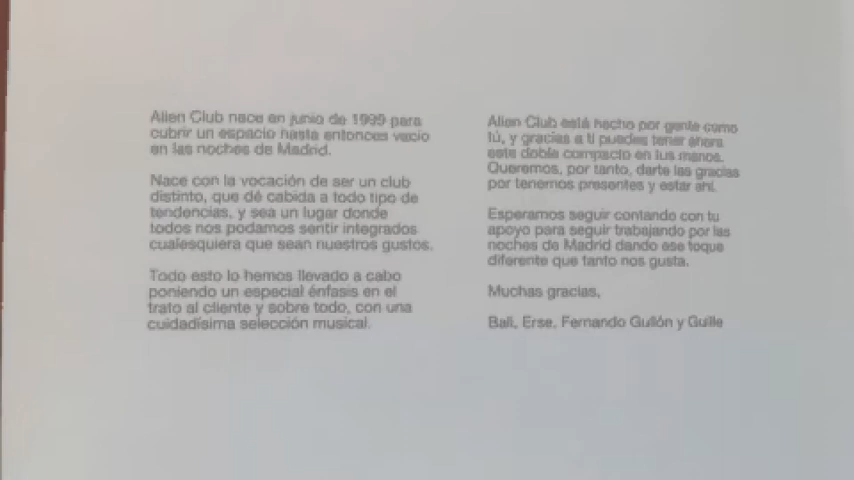 Alien Club nace en junio de 1999 para
cubrir un espacio hasta entonces vacío
en las noches de Madrid.
Nace con la vocación de ser un club
distinto, que dé cabida a todo tipo de
tendencias, y sea un lugar donde
todos nos podamos sentir integrados
cualesquiera que sean nuestros gustos.
Todo esto lo hemos llevado a cabo
poniendo un especial énfasis en el
trato al cliente y sobre todo, con una
cuidadísima selección musical.
Alien Club está hecho por gente como
tú, y gracias a ti puedes tener ahora
este doble compacto en tus manos.
Queremos, por tanto, darte las gracias
por tenernos presentes y estar ahí.
Esperamos seguir contando con tu
apoyo para seguir trabajando por las
noches de Madrid dando ese toque
diferente que tanto nos gusta.
Muchas gracias,
Bali, Erse, Fernando Gullón y Guille